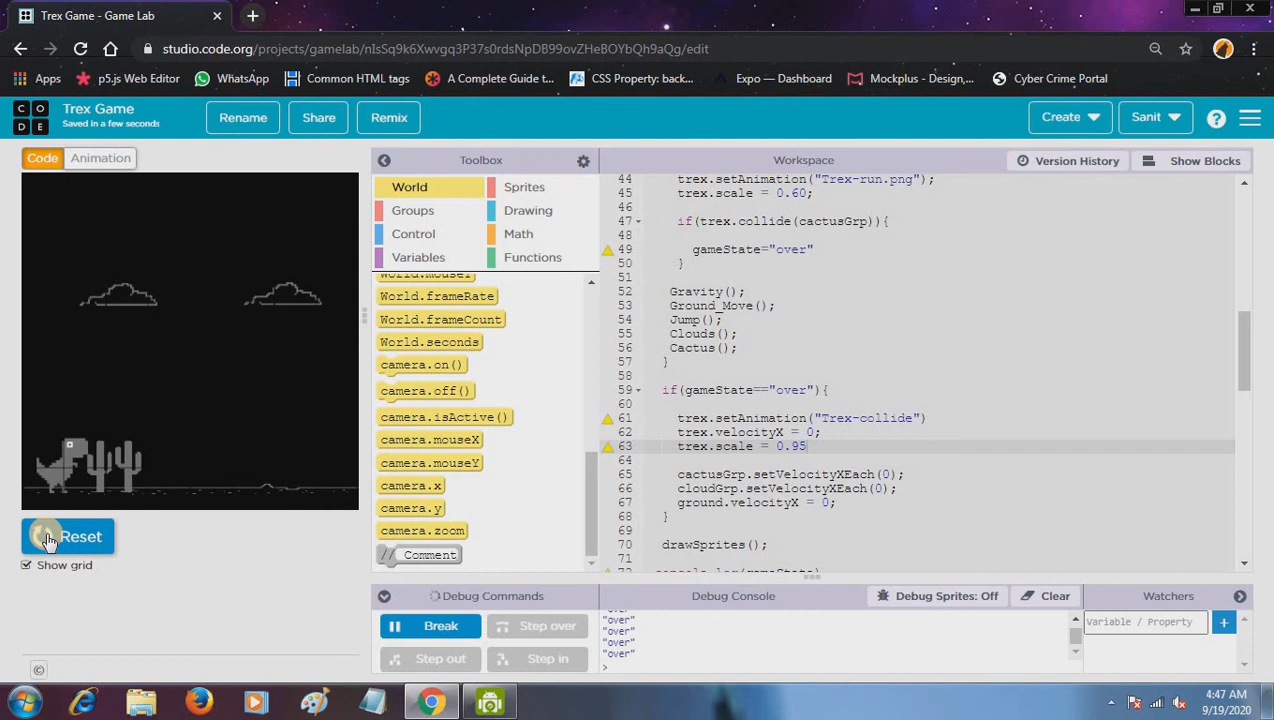 Trex Game - Game Lab
studio.code.org/projects/gamelab/nIsSq9k6Xwvgq3P37s0rdsNpDB99ovZHeBOYbQh9aQg/edit
Apps p5.js Web Editor WhatsApp Common HTML tags A Complete Guide t... CSS Property: back... Expo — Dashboard Mockplus - Design,... Cyber Crime Portal
C O
D E
Trex Game
Saved in a few seconds
Rename Share Remix Create Sanit ?
Code Animation
Toolbox
Workspace
Version History Show Blocks
World Sprites
Groups Drawing
Control Math
Variables Functions
World.frameRate
World.frameCount
World.seconds
camera.on()
camera.off()
camera.isActive()
camera.mouseX
camera.mouseY
camera.x
camera.y
camera.zoom
// Comment
44 trex.setAnimation("Trex-run.png");
45 trex.scale = 0.60;
46
47 if(trex.collide(cactusGrp)){
48
49 gameState="over"
50 }
51
52 Gravity();
53 Ground_Move();
54 Jump();
55 Clouds();
56 Cactus();
57 }
58
59 if(gameState=="over"){
60
61 trex.setAnimation("Trex-collide")
62 trex.velocityX = 0;
63 trex.scale = 0.95
64
65 cactusGrp.setVelocityXEach(0);
66 cloudGrp.setVelocityXEach(0);
67 ground.velocityX = 0;
68 }
69
70 drawSprites();
71
72 console.log(gameState)
Reset
Show grid
Debug Commands
Debug Console
Debug Sprites: Off
Clear
Watchers
Break Step over
Step out Step in
"over"
"over"
"over"
"over"
>
Variable / Property
+
©
4:47 AM
9/19/2020